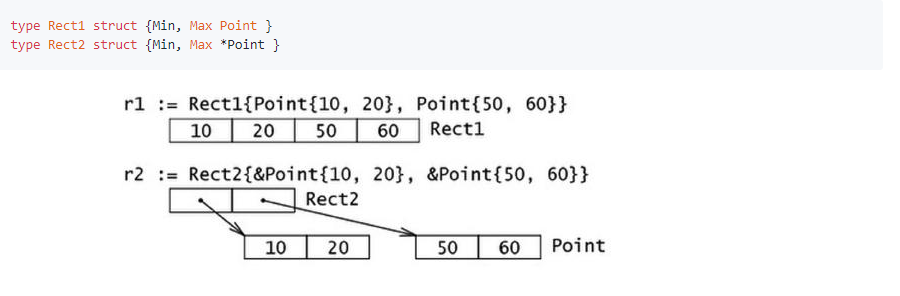 type Rect1 struct {Min, Max Point }
type Rect2 struct {Min, Max *Point }
r1 := Rect1{Point{10, 20}, Point{50, 60}}
10 20 50 60 Rect1
r2 := Rect2{&Point{10, 20}, &Point{50, 60}}
Rect2
10 20 50 60 Point